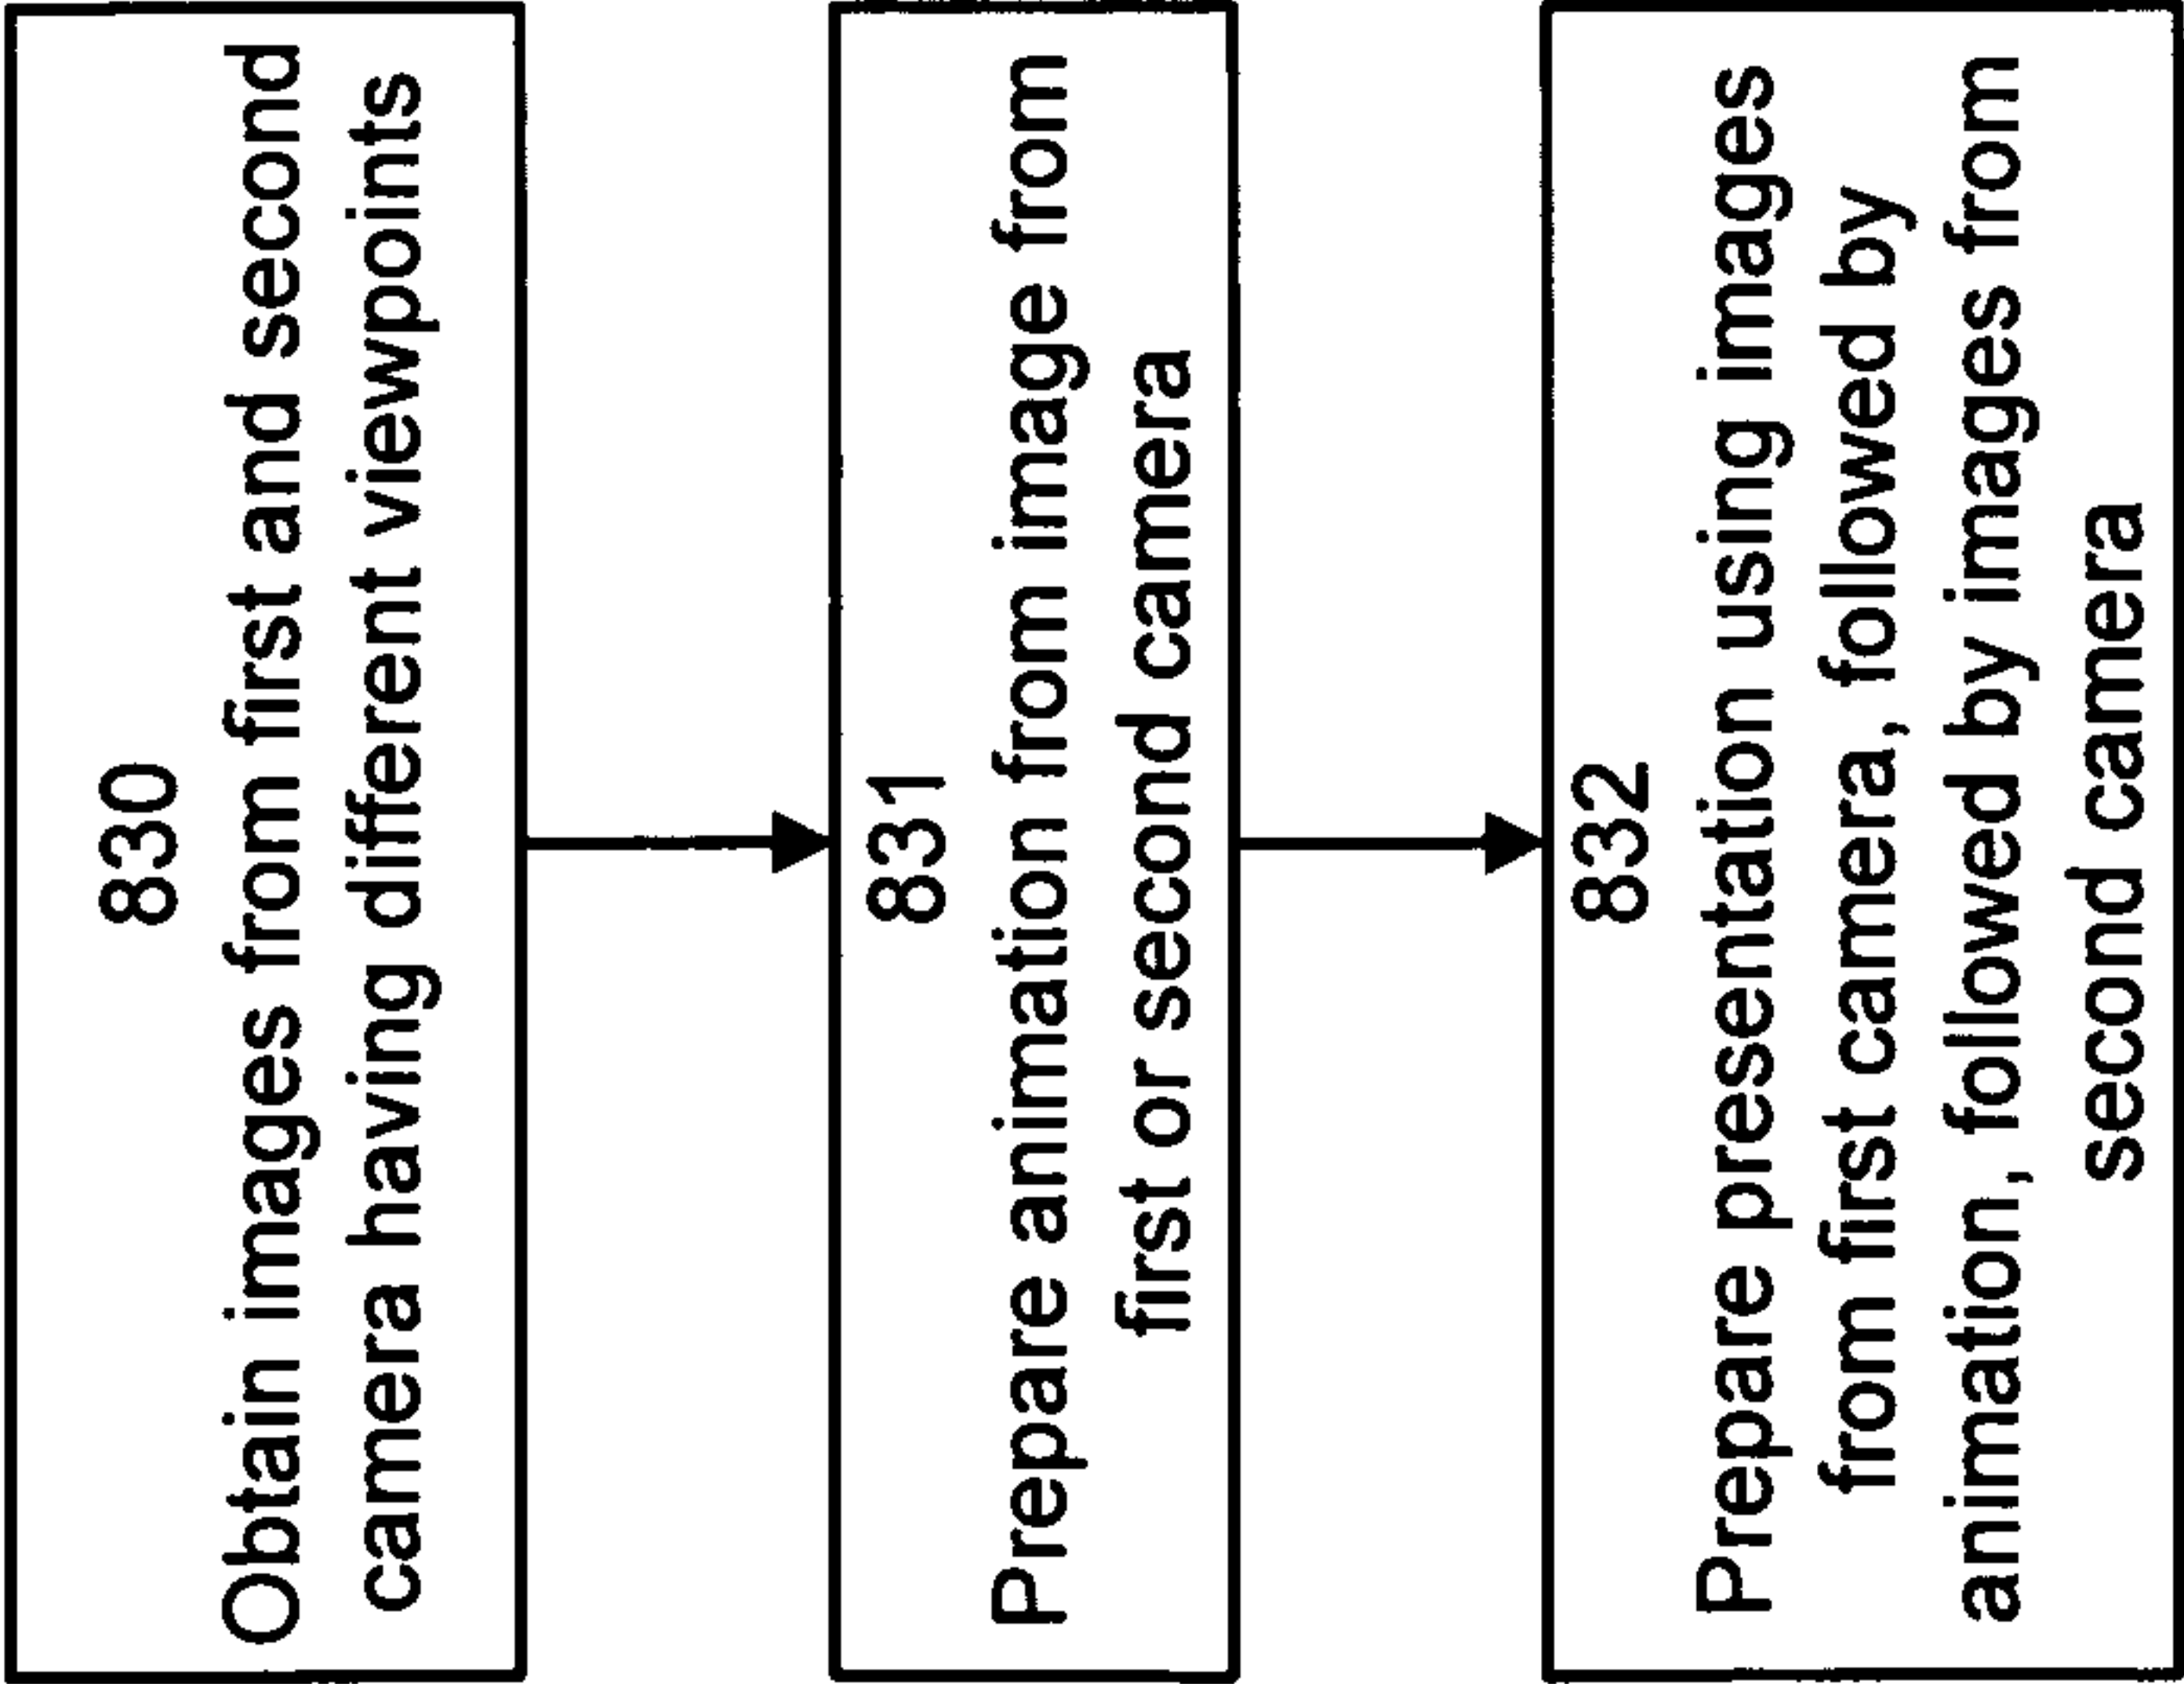 830
Obtain images from first and second
camera having different viewpoints
831
Prepare animation from image from
first or second camera
832
Prepare presentation using images
from first camera, followed by
animation, followed by images from
second camera